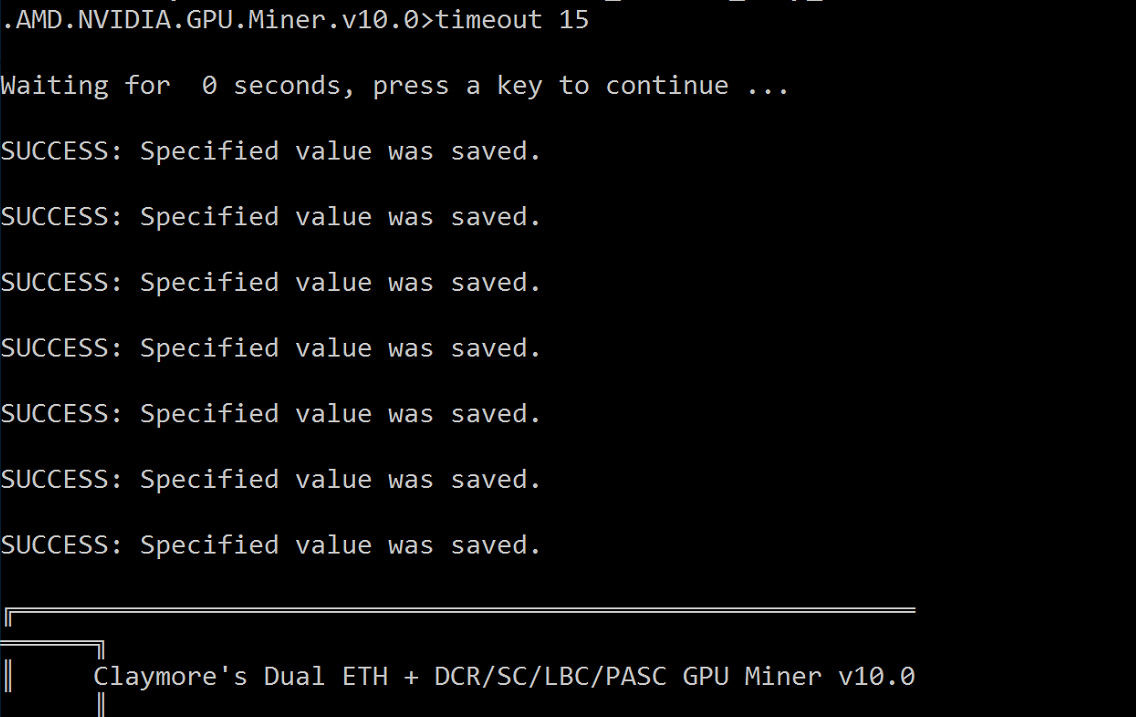 .AMD.NVIDIA.GPU.Miner.v10.0>timeout 15
Waiting for  0 seconds, press a key to continue ...
SUCCESS: Specified value was saved.
SUCCESS: Specified value was saved.
SUCCESS: Specified value was saved.
SUCCESS: Specified value was saved.
SUCCESS: Specified value was saved.
SUCCESS: Specified value was saved.
SUCCESS: Specified value was saved.
Claymore's Dual ETH + DCR/SC/LBC/PASC GPU Miner v10.0